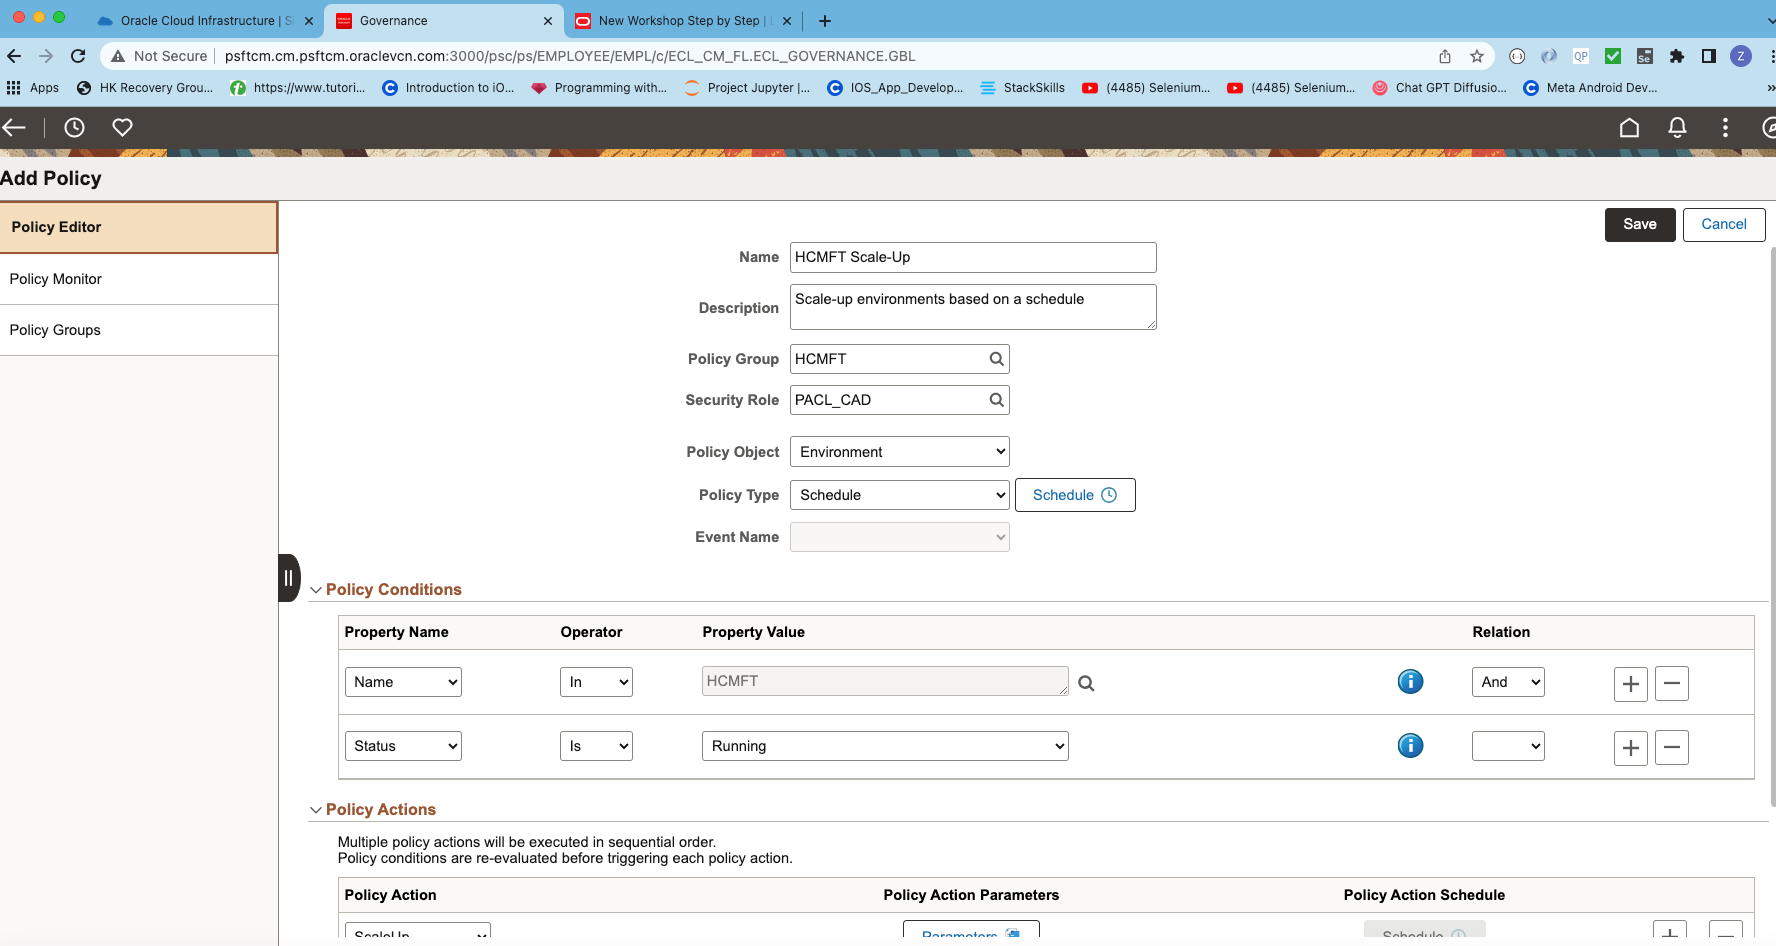 Oracle Cloud Infrastructure | S
Governance
New Workshop Step by Step |
Not Secure
psftcm.cm.psftcm.oraclevcn.com:3000/psc/ps/EMPLOYEE/EMPL/c/ECL_CM_FL.ECL_GOVERNANCE.GBL
QP
Se
Z
Apps
HK Recovery Grou...
https://www.tutori...
Introduction to iO...
Programming with...
Project Jupyter |...
IOS_App_Develop...
StackSkills
(4485) Selenium...
(4485) Selenium...
Chat GPT Diffusio...
Meta Android Dev...
»
Add Policy
Policy Editor
Policy Monitor
Policy Groups
Save
Cancel
Name
HCMFT Scale-Up
Description
Scale-up environments based on a schedule
Policy Group
HCMFT
Security Role
PACL_CAD
Policy Object
Environment
Policy Type
Schedule
Schedule
Event Name
Policy Conditions
Property Name
Operator
Property Value
Relation
Name
In
HCMFT
And
Status
Is
Running
Policy Actions
Multiple policy actions will be executed in sequential order.
Policy conditions are re-evaluated before triggering each policy action.
Policy Action
Policy Action Parameters
Policy Action Schedule
ScaleUp
Parameters
Schedule